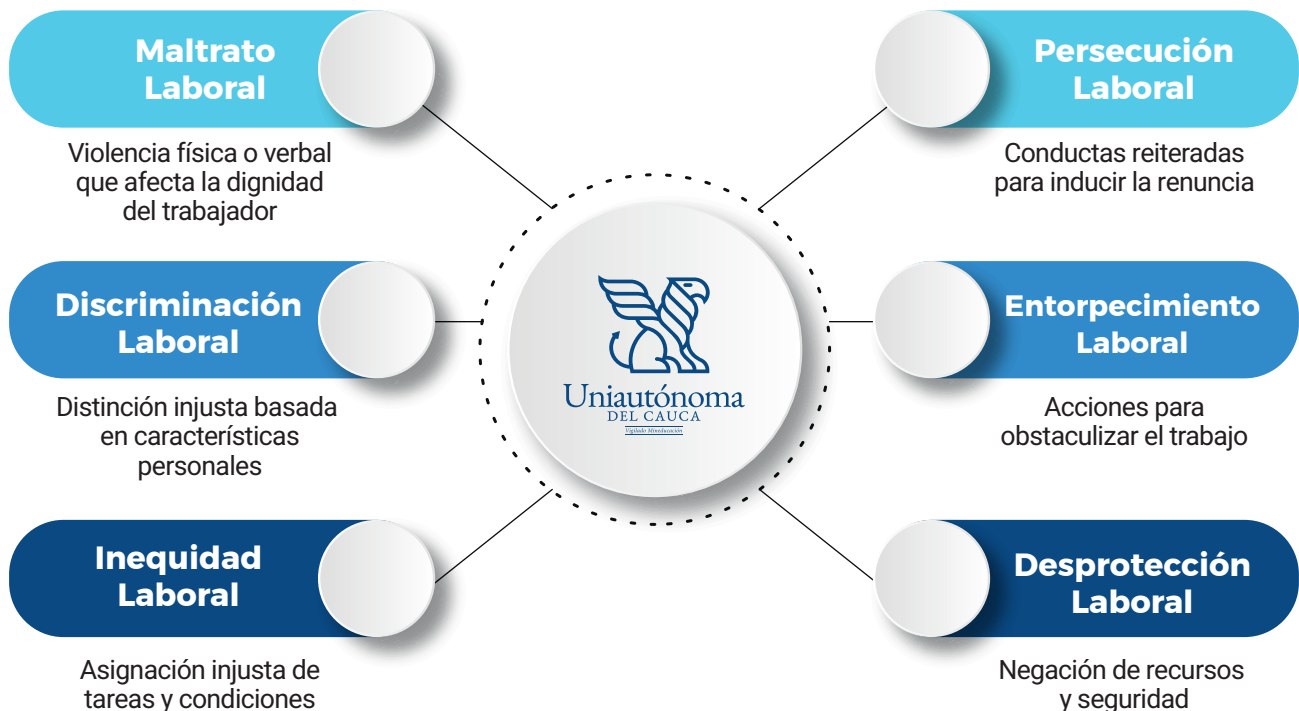 Maltrato
Laboral
Violencia física o verbal
que afecta la dignidad
del trabajador
Discriminación
Laboral
Distinción injusta basada
en características
personales
Inequidad
Laboral
Asignación injusta de
tareas y condiciones
Uniautónoma
DEL CAUCA
Vigilado Mineducación
Persecución
Laboral
Conductas reiteradas
para inducir la renuncia
Entorpecimiento
Laboral
Acciones para
obstaculizar el trabajo
Desprotección
Laboral
Negación de recursos
y seguridad